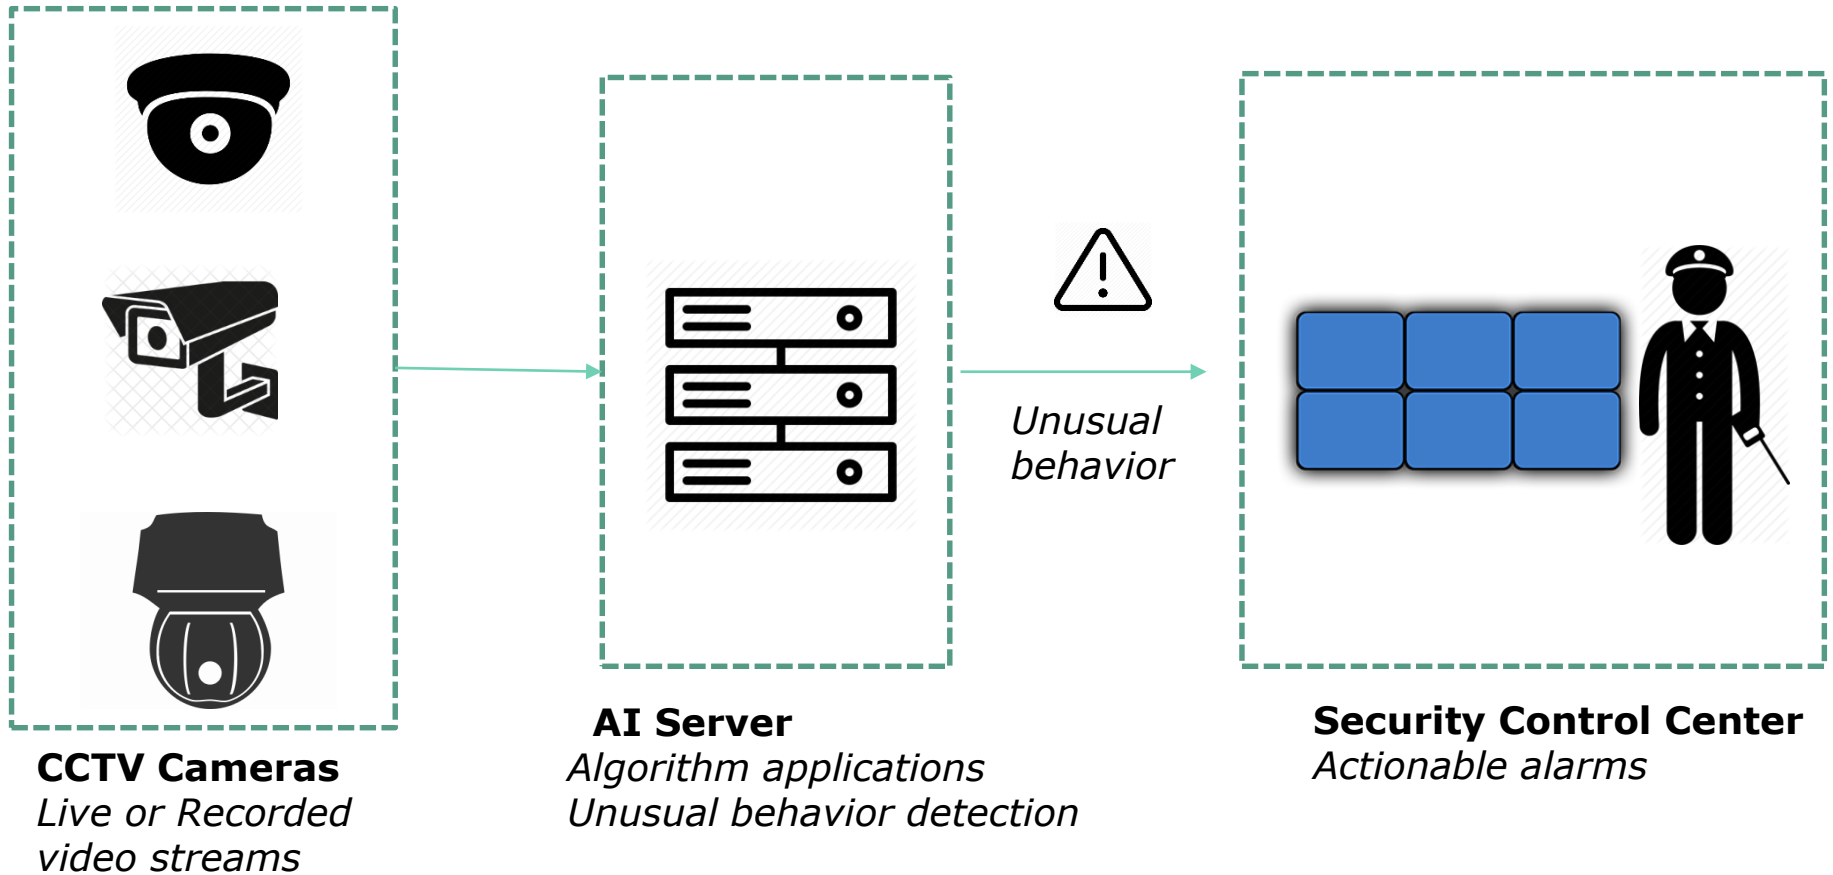 Unusual
behavior
CCTV Cameras
Live or Recorded
video streams
AI Server
Algorithm applications
Unusual behavior detection
Security Control Center
Actionable alarms